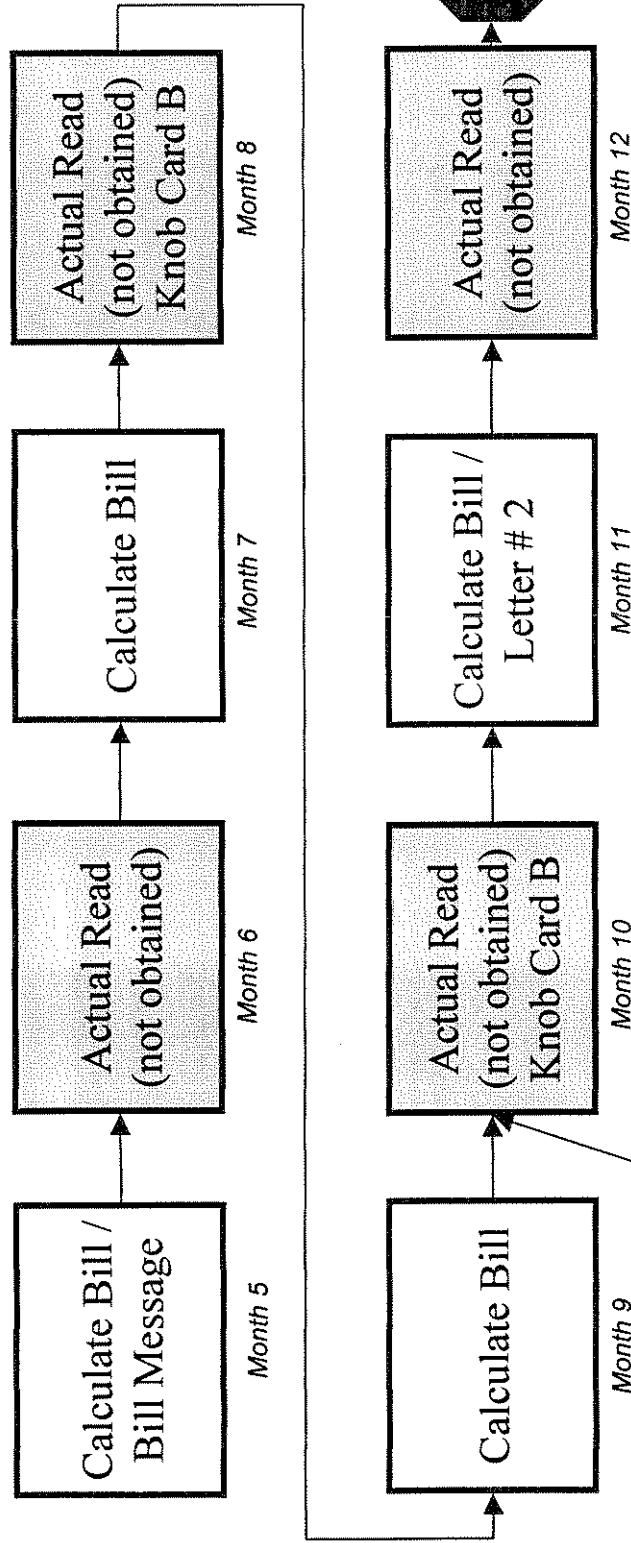 Calculate Bill /
Bill Message
Month 5
Actual Read
(not obtained)
Month 6
Calculate Bill
Month 7
Actual Read
(not obtained)
Knob Card B
Month 8
Calculate Bill
Month 9
Actual Read
(not obtained)
Knob Card B
Month 10
Calculate Bill /
Letter # 2
Month 11
Actual Read
(not obtained)
Month 12